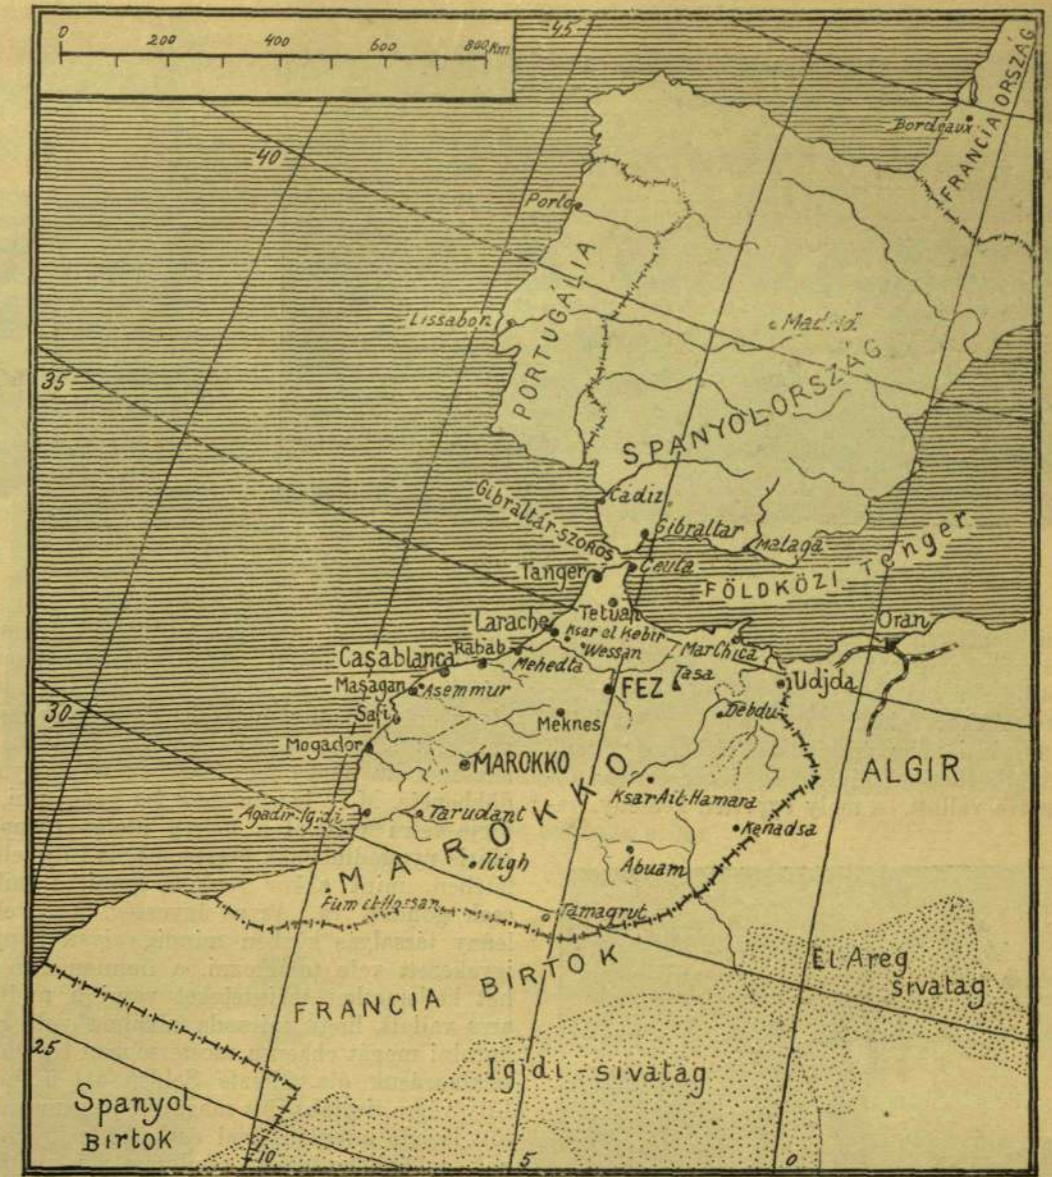 0 200 400 600 800 Km
45
40
35
30
25
10
5
0
FRANCIA ORSZÁG
Bordeaux
Porto
PORTUGÁLIA
Lissabon
Madrid
SPANYOLORSZÁG
Cadiz
Gibraltar
Malaga
GIBRALTÁR-SZOROS
Ceuta
Tanger
FÖLDKÖZI Tenger
Tetuan
Larache
Ksar el Kebir
Wessan
Mar Chica
Oran
Rabab
Mehedta
Casablanca
Masagan
Asemmur
FEZ
Tasa
Udjda
Safi
Meknes
Debdu
Mogador
MAROKKO
ALGIR
Ksar Ait-Hamara
Agadir-Igidi
Tarudant
Kenadsa
MAROKKO
Iligh
Abuam
Fum el-Hossan
Tamagrut
El Areg
sivatag
FRANCIA BIRTOK
Igidi-sivatag
Spanyol
BIRTOK